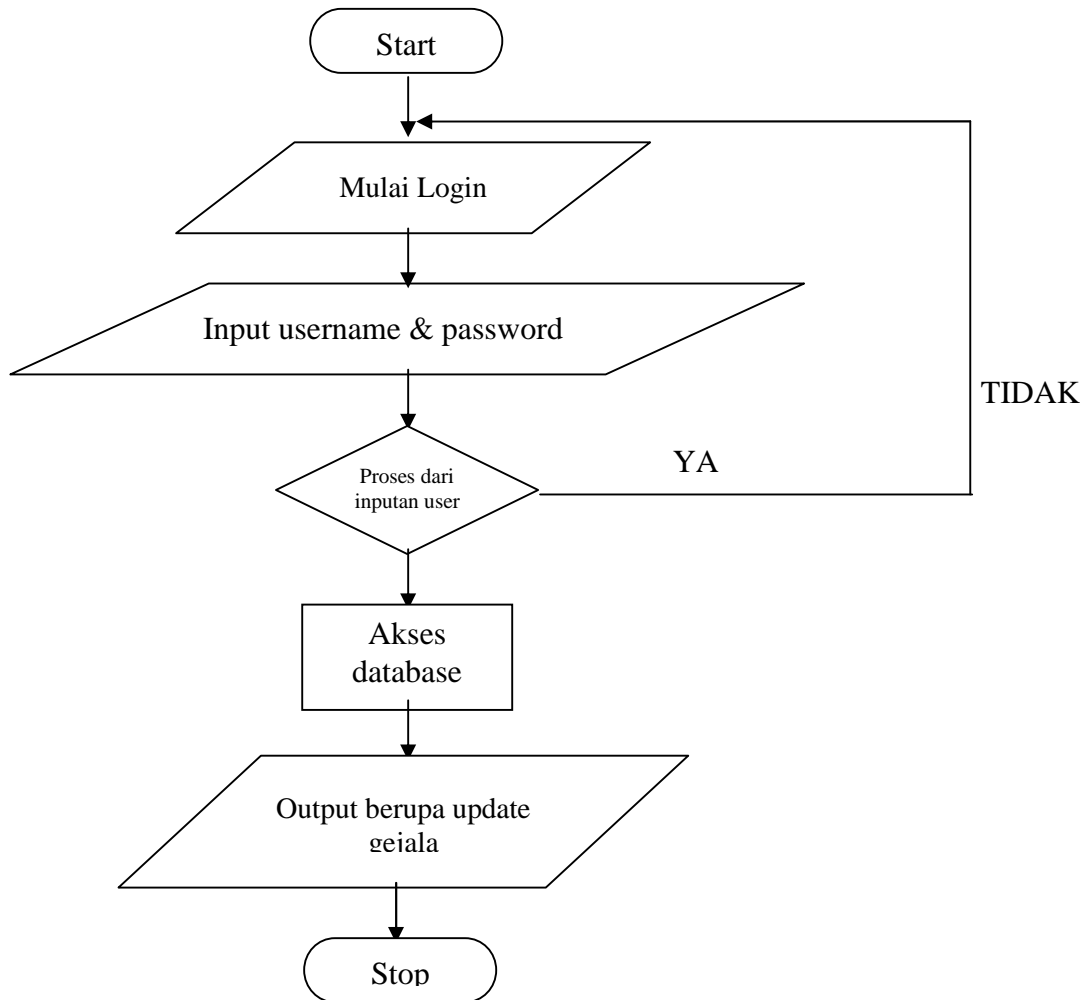 Start
Mulai Login
Input username & password
TIDAK
YA
Proses dari
inputan user
Akses
database
Output berupa update
gejala
Stop